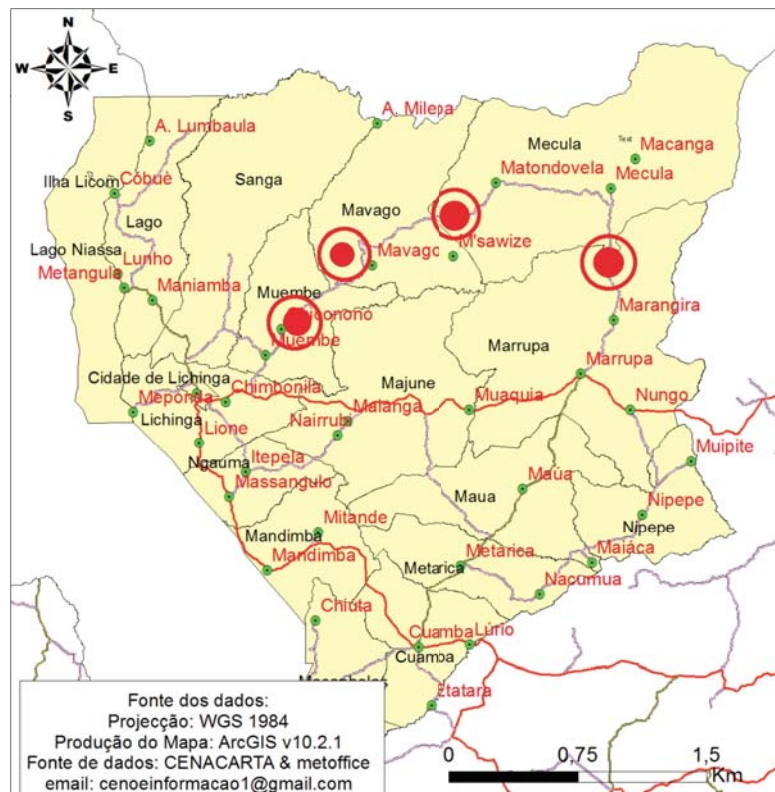 N
W E
S
A. Milepa
A. Lumbaula
Mecula
Text
Macanga
Matondovela
Mecula
Sanga
Ilha Licom
Cóbuè
Mavago
Lago
M'sawize
Mavago
Lago Niassa
Lunho
Metangula
Maniamba
Muembe
Marangira
Muembe
Marrupa
Marrupa
Cidade de Lichinga
Chimbonila
Majune
Meponda
Malanga
Muaquia
Nungo
Lichinga
Nairrubi
Lione
Muipite
Itepela
Ngauma
Massangulo
Maúa
Maua
Nipepe
Nipepe
Mitande
Mandimba
Mandimba
Metarica
Metarica
Maiáca
Nacumua
Chiuta
Cuamba
Lúrio
Cuamba
Etatara
Fonte dos dados:
Projecção: WGS 1984
Produção do Mapa: ArcGIS v10.2.1
Fonte de dados: CENACARTA & metoffice
email: cenoeinformacao1@gmail.com
0 0,75 1,5
Km